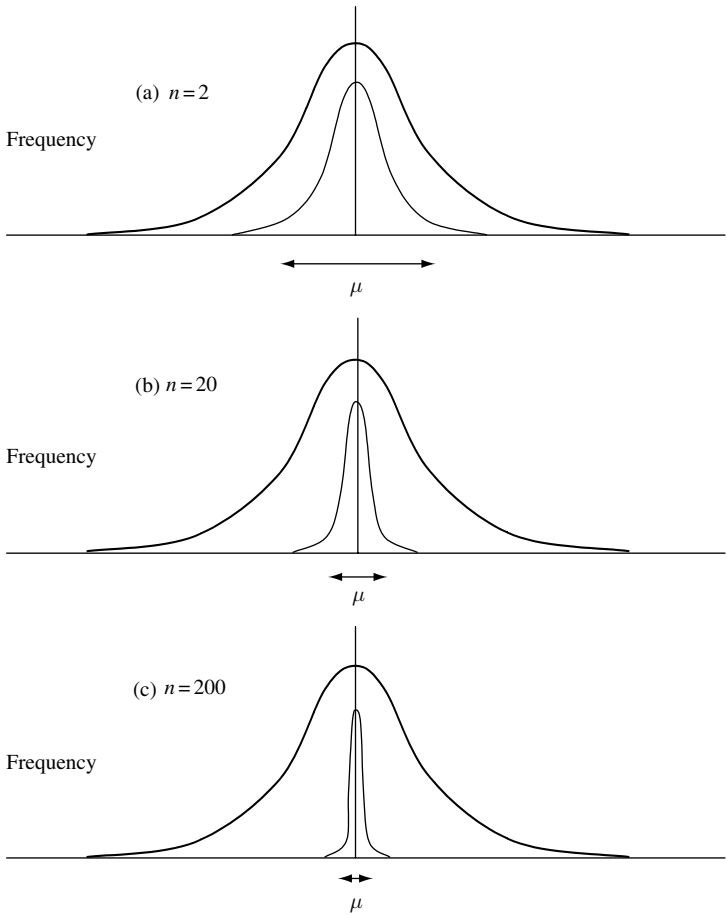 (a) n=2
Frequency
μ
(b) n=20
Frequency
μ
(c) n=200
Frequency
μ